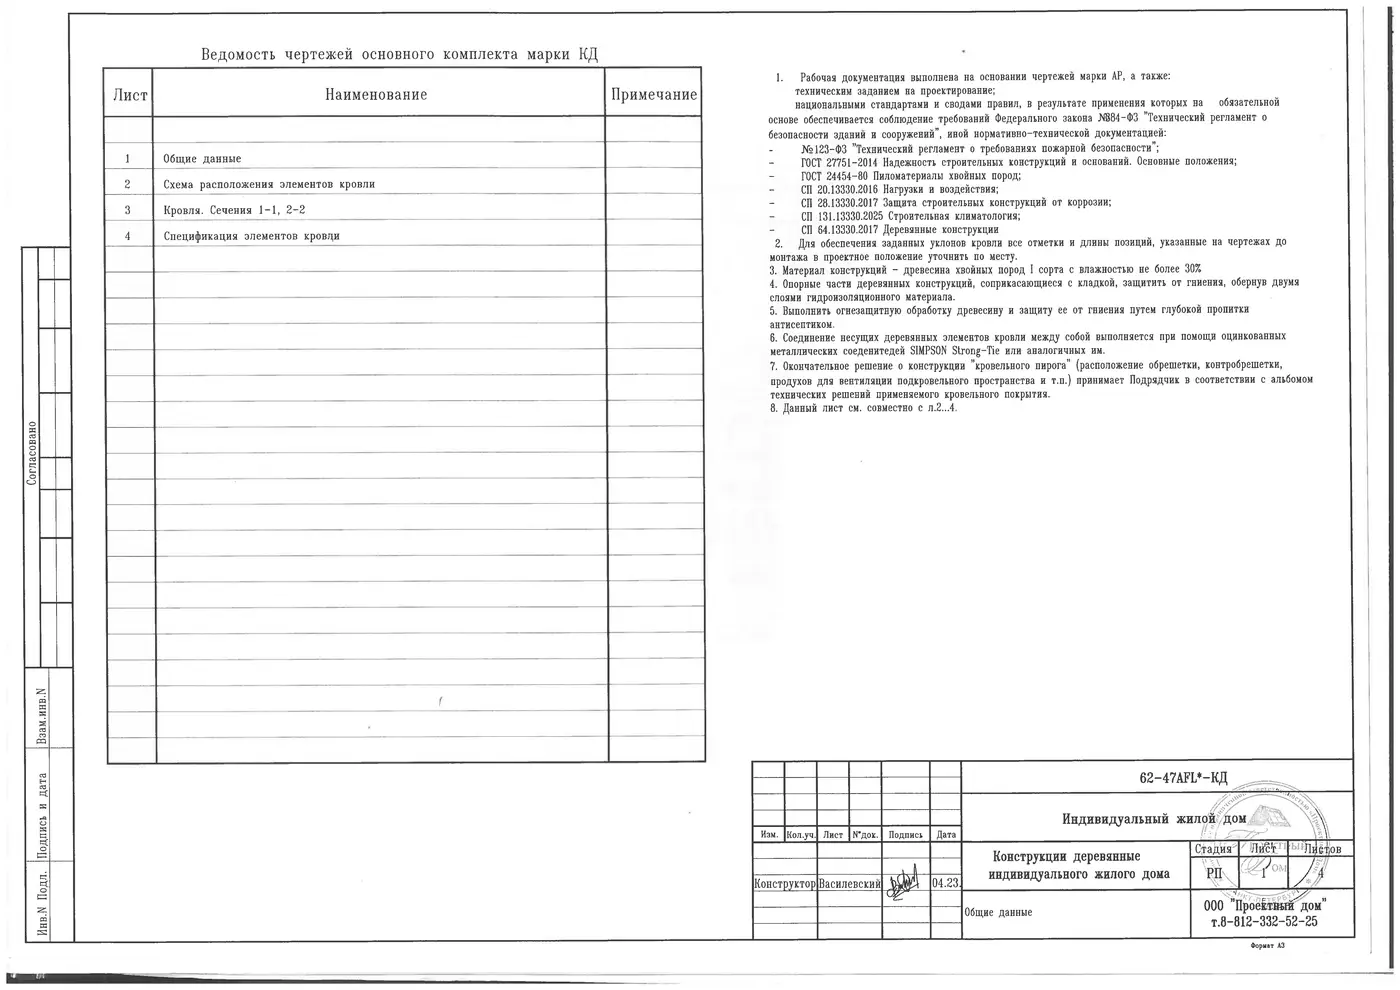 Ведомость чертежей основного комплекта марки КД
Лист Наименование Примечание
1 Общие данные
2 Схема расположения элементов кровли
3 Кровля. Сечения 1-1, 2-2
4 Спецификация элементов кровли
1. Рабочая документация выполнена на основании чертежей марки АР, а также:
техническим заданием на проектирование;
национальными стандартами и сводами правил, в результате применения которых на обязательной
основе обеспечивается соблюдение требований Федерального закона №384-ФЗ "Технический регламент о
безопасности зданий и сооружений", иной нормативно-технической документацией:
- №123-ФЗ "Технический регламент о требованиях пожарной безопасности";
- ГОСТ 27751-2014 Надежность строительных конструкций и оснований. Основные положения;
- ГОСТ 24454-80 Пиломатериалы хвойных пород;
- СП 20.13330.2016 Нагрузки и воздействия;
- СП 28.13330.2017 Защита строительных конструкций от коррозии;
- СП 131.13330.2025 Строительная климатология;
- СП 64.13330.2017 Деревянные конструкции
2. Для обеспечения заданных уклонов кровли все отметки и длины позиций, указанные на чертежах до
монтажа в проектное положение уточнить по месту.
3. Материал конструкций - древесина хвойных пород I сорта с влажностью не более 30%
4. Опорные части деревянных конструкций, соприкасающиеся с кладкой, защитить от гниения, обернув двумя
слоями гидроизоляционного материала.
5. Выполнить огнезащитную обработку древесину и защиту ее от гниения путем глубокой пропитки
антисептиком.
6. Соединение несущих деревянных элементов кровли между собой выполняется при помощи оцинкованных
металлических соеденитедей SIMPSON Strong-Tie или аналогичных им.
7. Окончательное решение о конструкции "кровельного пирога" (расположение обрешетки, контробрешетки,
продухов для вентиляции подкровельного пространства и т.п.) принимает Подрядчик в соответствии с альбомом
технических решений применяемого кровельного покрытия.
8. Данный лист см. совместно с л.2...4.
Согласовано
Взам.инв.N
Подпись и дата
Инв.N Подл.
62-47AFL*-КД
Индивидуальный жилой дом
Изм. Кол.уч. Лист N°док. Подпись Дата
Конструктор Василевский 04.23.
Конструкции деревянные
индивидуального жилого дома
Стадия Лист Листов
РП 1 4
Общие данные
ООО "Проектный дом"
т.8-812-332-52-25
Формат А3